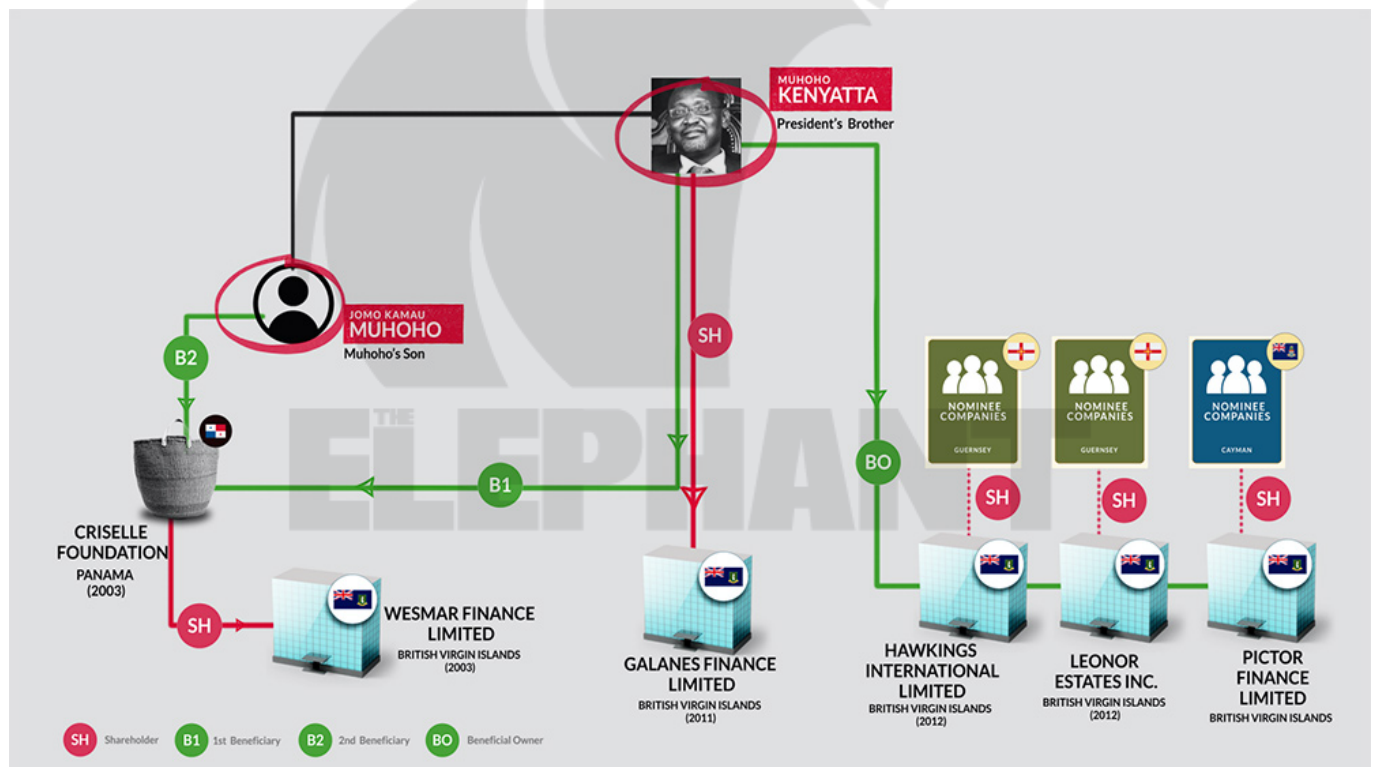 MUHOHO
KENYATTA
President's Brother
JOMO KAMAU
MUHOHO
Muhoho's Son
SH
B2
NOMINEE
COMPANIES
GUERNSEY
NOMINEE
COMPANIES
GUERNSEY
NOMINEE
COMPANIES
CAYMAN
THE
ELEPHANT
B1
BO
SH
SH
SH
CRISELLE
FOUNDATION
PANAMA
(2003)
SH
WESMAR FINANCE
LIMITED
BRITISH VIRGIN ISLANDS
(2003)
GALANES FINANCE
LIMITED
BRITISH VIRGIN ISLANDS
(2011)
HAWKINGS
INTERNATIONAL
LIMITED
BRITISH VIRGIN ISLANDS
(2012)
LEONOR
ESTATES INC.
BRITISH VIRGIN ISLANDS
(2012)
PICTOR
FINANCE
LIMITED
BRITISH VIRGIN ISLANDS
SH Shareholder B1 1st Beneficiary B2 2nd Beneficiary BO Beneficial Owner